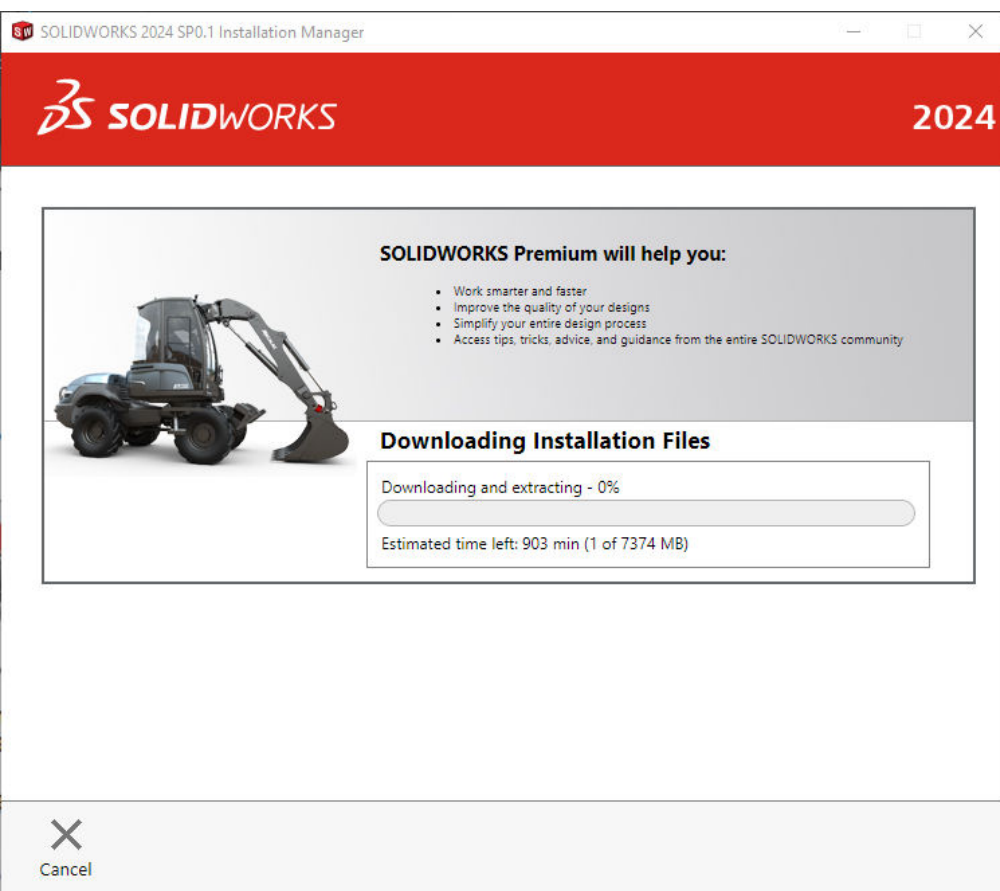 SOLIDWORKS 2024 SP0.1 Installation Manager
SOLIDWORKS
2024
SOLIDWORKS Premium will help you:
• Work smarter and faster
• Improve the quality of your designs
• Simplify your entire design process
• Access tips, tricks, advice, and guidance from the entire SOLIDWORKS community
Downloading Installation Files
Downloading and extracting - 0%
Estimated time left: 903 min (1 of 7374 MB)
Cancel